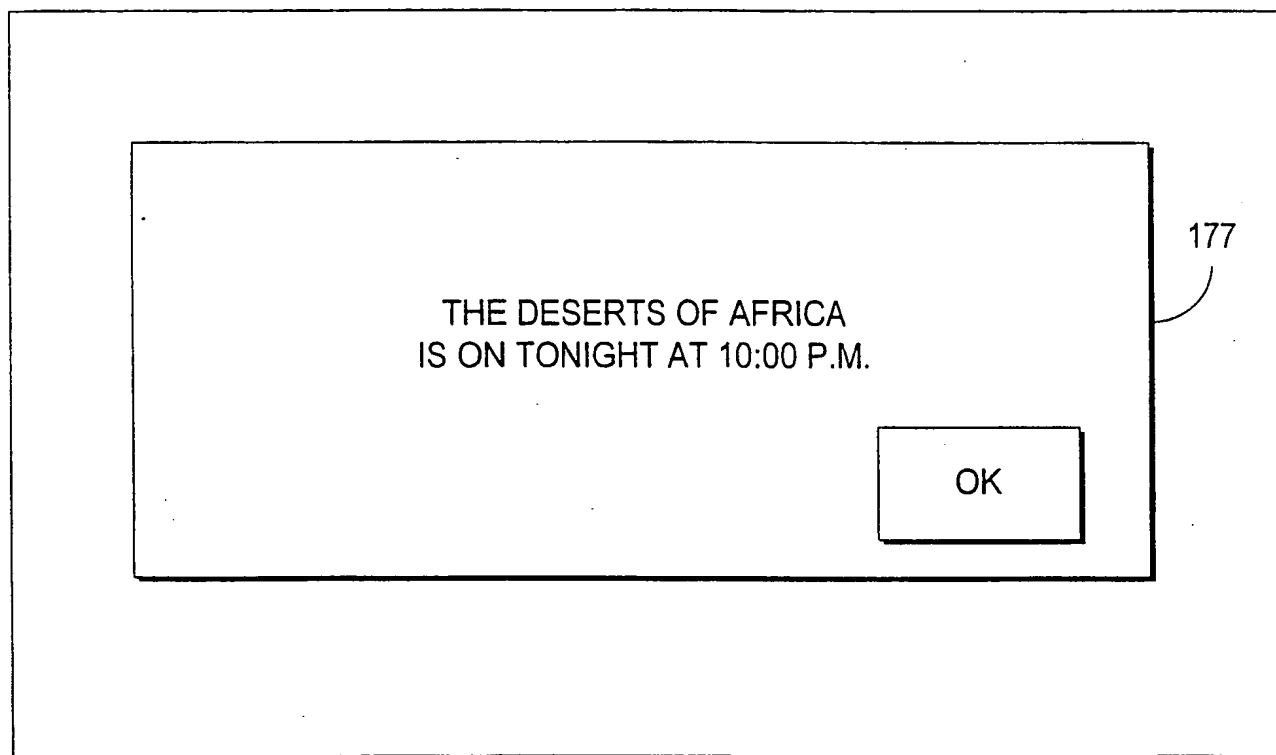 177
THE DESERTS OF AFRICA
IS ON TONIGHT AT 10:00 P.M.
OK